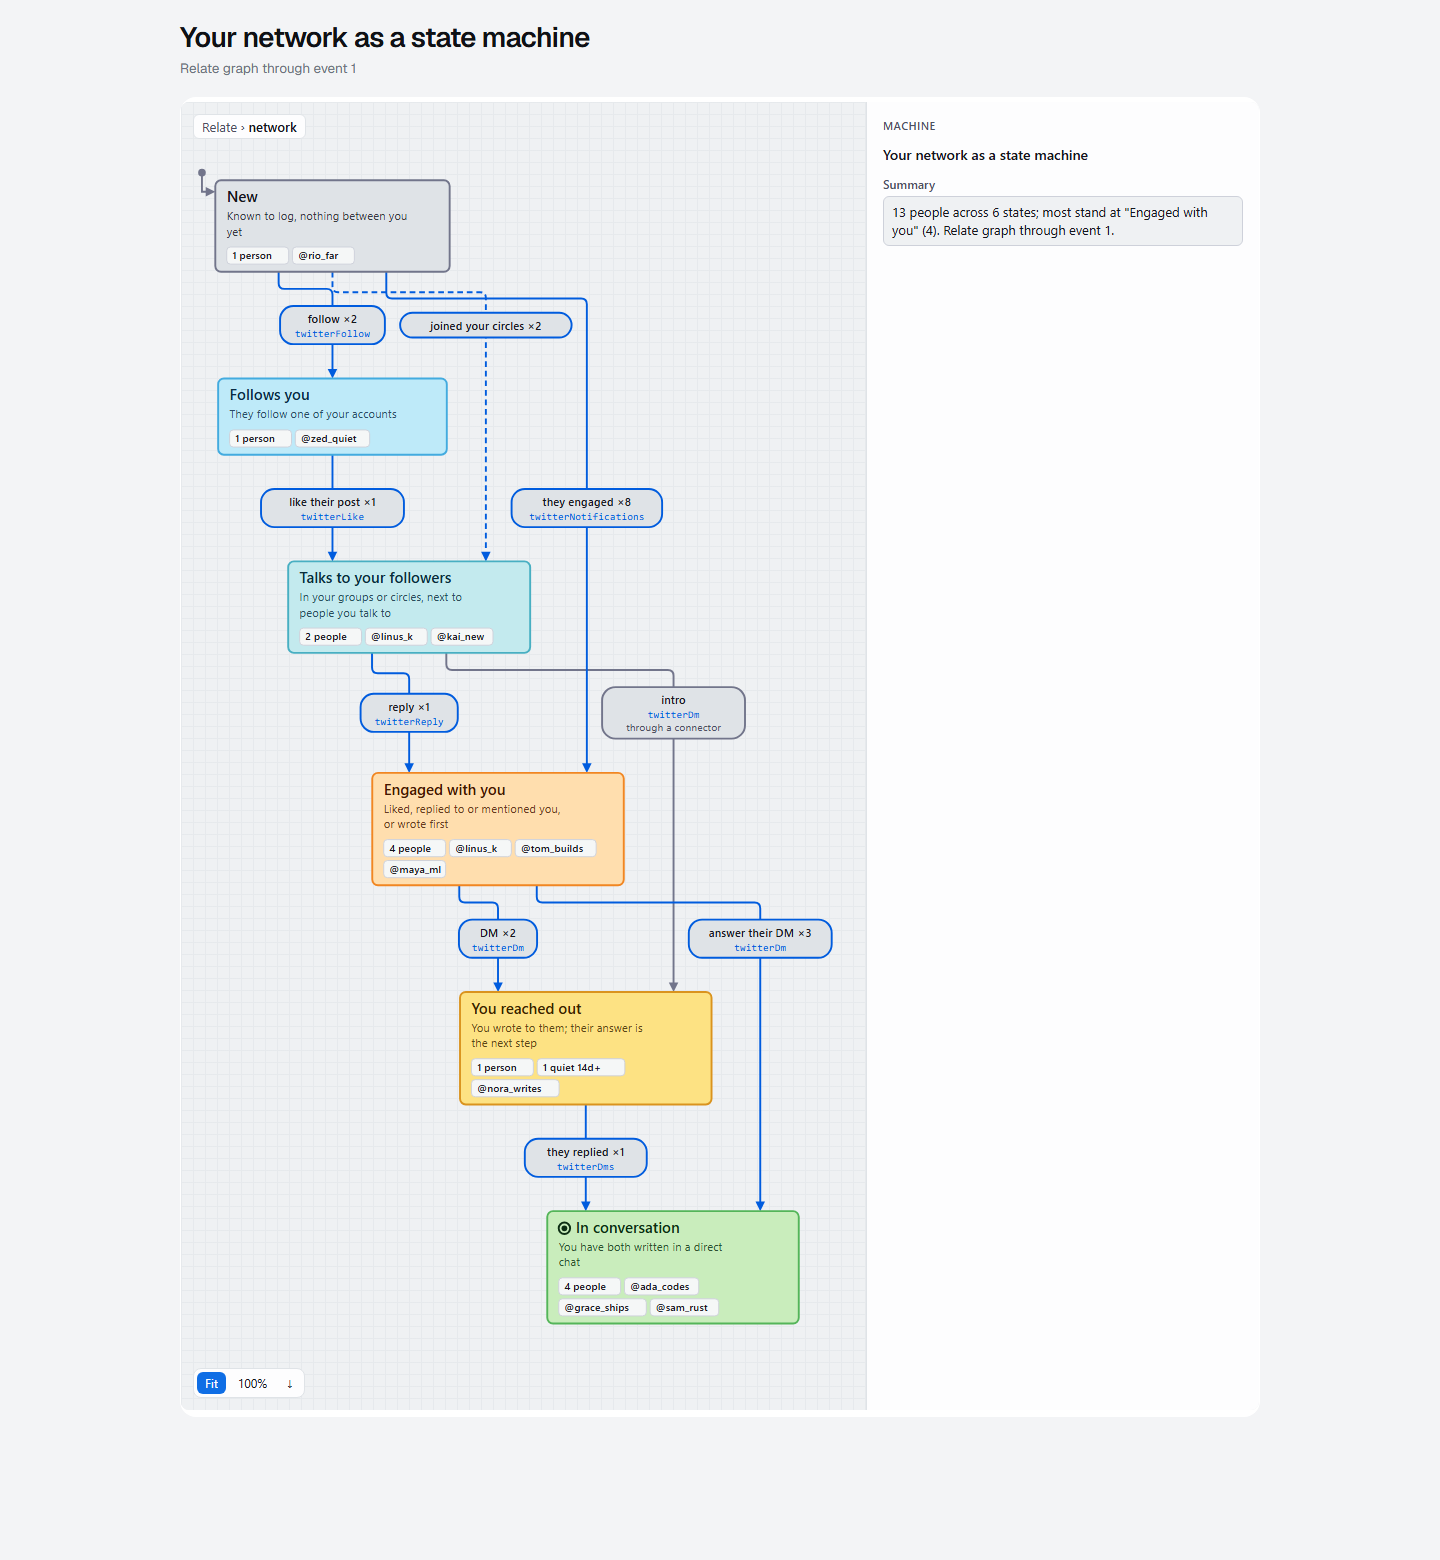 Your network as a state machine
Relate graph through event 1
Relate › network
New
Known to log, nothing between you
yet
1 person
@rio_far
follow ×2
twitterFollow
joined your circles ×2
Follows you
They follow one of your accounts
1 person
@zed_quiet
like their post ×1
twitterLike
they engaged ×8
twitterNotifications
Talks to your followers
In your groups or circles, next to
people you talk to
2 people
@linus_k
@kai_new
reply ×1
twitterReply
intro
twitterDm
through a connector
Engaged with you
Liked, replied to or mentioned you,
or wrote first
4 people
@linus_k
@tom_builds
@maya_ml
DM ×2
twitterDm
answer their DM ×3
twitterDm
You reached out
You wrote to them; their answer is
the next step
1 person
1 quiet 14d+
@nora_writes
they replied ×1
twitterDms
In conversation
You have both written in a direct
chat
4 people
@ada_codes
@grace_ships
@sam_rust
Fit
100%
↓
MACHINE
Your network as a state machine
Summary
13 people across 6 states; most stand at "Engaged with
you" (4). Relate graph through event 1.